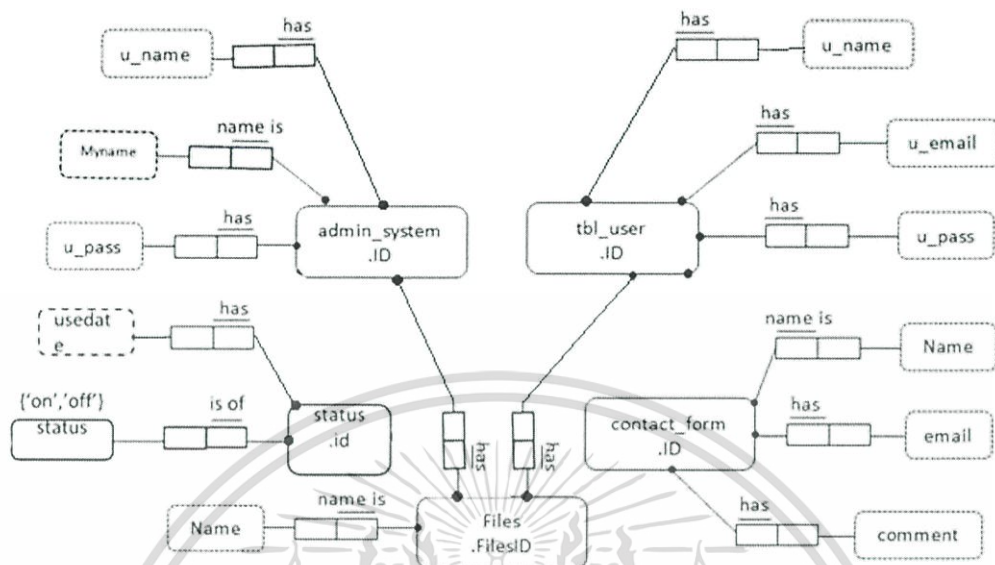 has
has
u_name
u_name
name is
has
Myname
u_email
admin_system
.ID
tbl_user
.ID
has
has
u_pass
u_pass
has
name is
usedat
e
Name
{'on','off'}
is of
status
status
.id
contact_form
.ID
has
email
has
has
name is
Files
.FilesID
Name
has
comment